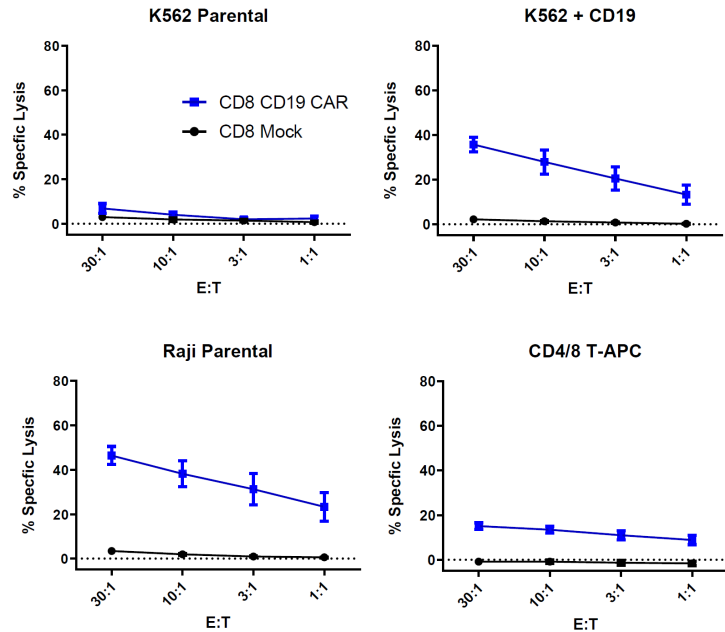 K562 Parental
80
60
40
20
0
% Specfic Lysis
CD8 CD19 CAR
CD8 Mock
30:1
10:1
3:1
1:1
E:T
K562 + CD19
80
60
40
20
0
% Specfic Lysis
30:1
10:1
3:1
1:1
E:T
Raji Parental
80
60
40
20
0
% Specfic Lysis
30:1
10:1
3:1
1:1
E:T
CD4/8 T-APC
80
60
40
20
0
% Specfic Lysis
30:1
10:1
3:1
1:1
E:T